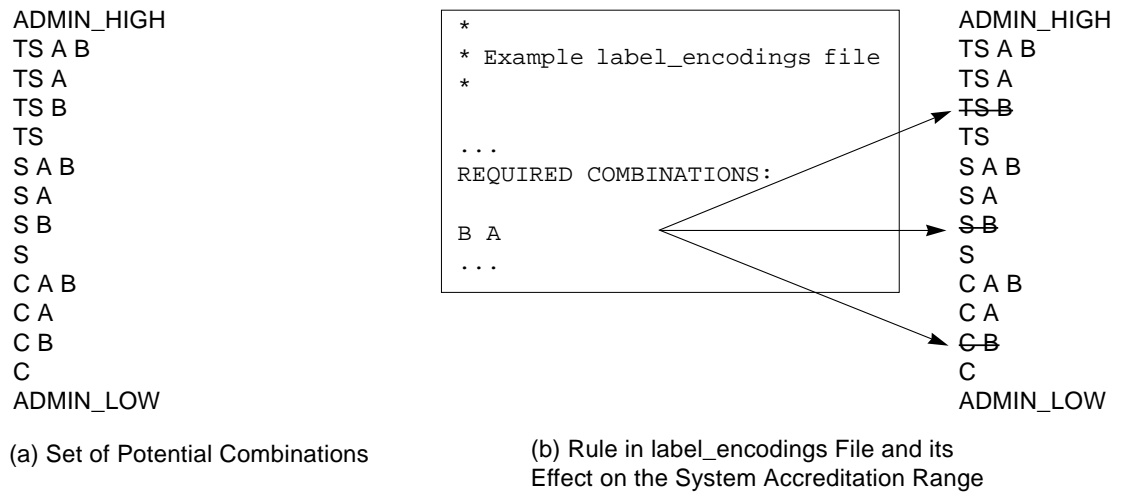 ADMIN_HIGH
TS A B
TS A
TS B
TS
S A B
S A
S B
S
C A B
C A
C B
C
ADMIN_LOW
(a) Set of Potential Combinations
*
* Example label_encodings file
*
...
REQUIRED COMBINATIONS:
B A
...
ADMIN_HIGH
TS A B
TS A
TS B
TS
S A B
S A
S B
S
C A B
C A
C B
C
ADMIN_LOW
(b) Rule in label_encodings File and its
Effect on the System Accreditation Range